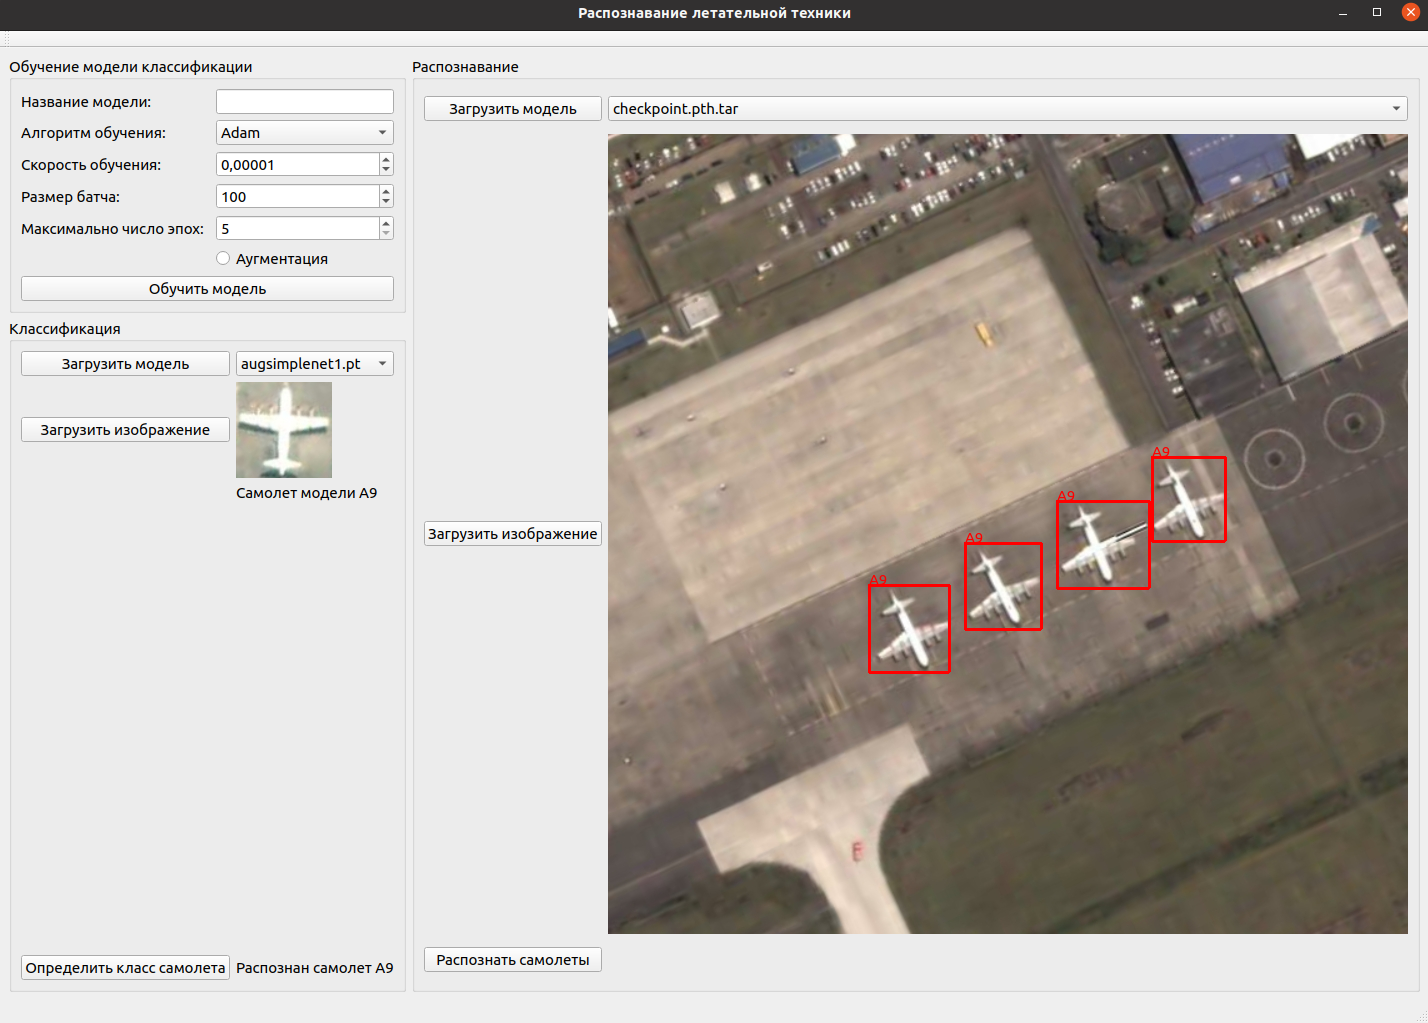 Распознавание летательной техники
Обучение модели классификации
Название модели:
Алгоритм обучения: Adam
Скорость обучения: 0,00001
Размер батча: 100
Максимально число эпох: 5
Аугментация
Обучить модель
Классификация
Загрузить модель augsimplenet1.pt
Загрузить изображение
Самолет модели A9
Определить класс самолета Распознан самолет A9
Распознавание
Загрузить модель checkpoint.pth.tar
A9
A9
A9
A9
Загрузить изображение
Распознать самолеты